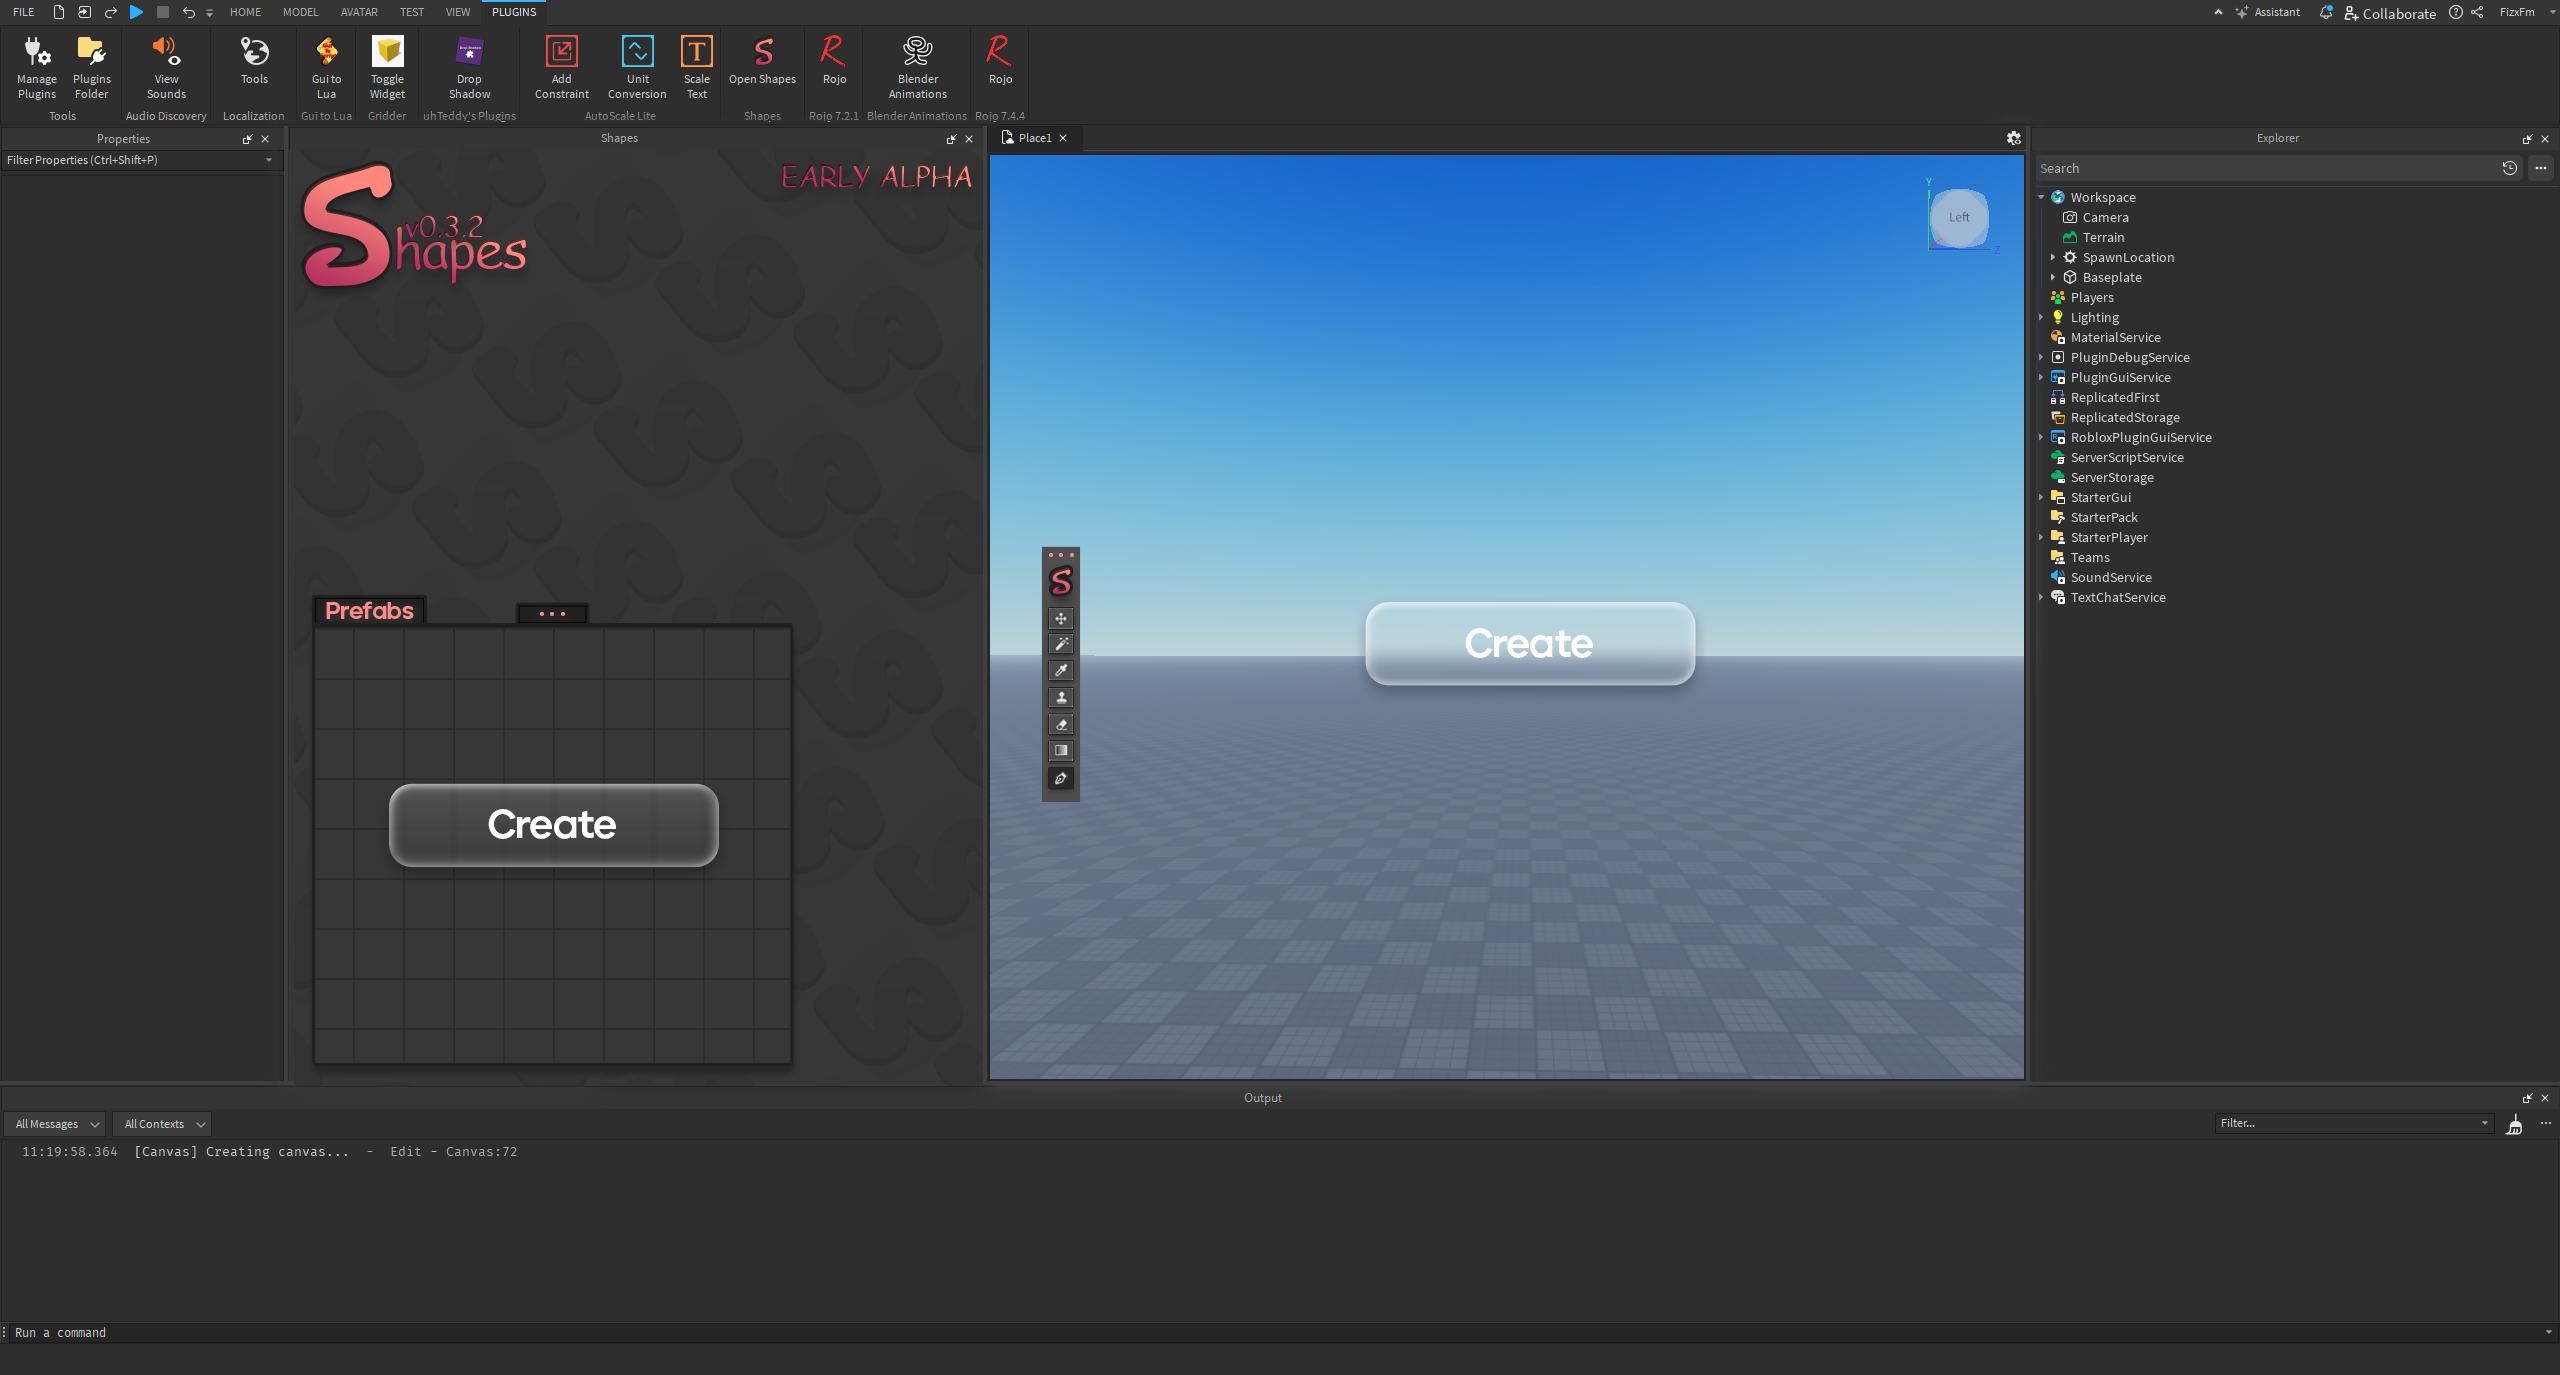 FILE HOME MODEL AVATAR TEST VIEW PLUGINS Assistant Collaborate FizxFm
Manage Plugins
Plugins Folder
View Sounds
Tools
Gui to Lua
Toggle Widget
Drop Shadow
Add Constraint
Unit Conversion
Scale Text
Open Shapes
Rojo
Blender Animations
Rojo
Tools Audio Discovery Localization Gui to Lua Gridder uhTeddy's Plugins AutoScale Lite Shapes Rojo 7.2.1 Blender Animations Rojo 7.4.4
Properties
Filter Properties (Ctrl+Shift+P)
Shapes
EARLY ALPHA
v0.3.2
Shapes
Prefabs
Create
Place1
Y
Left
Z
S
Create
Explorer
Search
Workspace
Camera
Terrain
SpawnLocation
Baseplate
Players
Lighting
MaterialService
PluginDebugService
PluginGuiService
ReplicatedFirst
ReplicatedStorage
RobloxPluginGuiService
ServerScriptService
ServerStorage
StarterGui
StarterPack
StarterPlayer
Teams
SoundService
TextChatService
Output
All Messages All Contexts Filter...
11:19:58.364 [Canvas] Creating canvas... - Edit - Canvas:72
Run a command